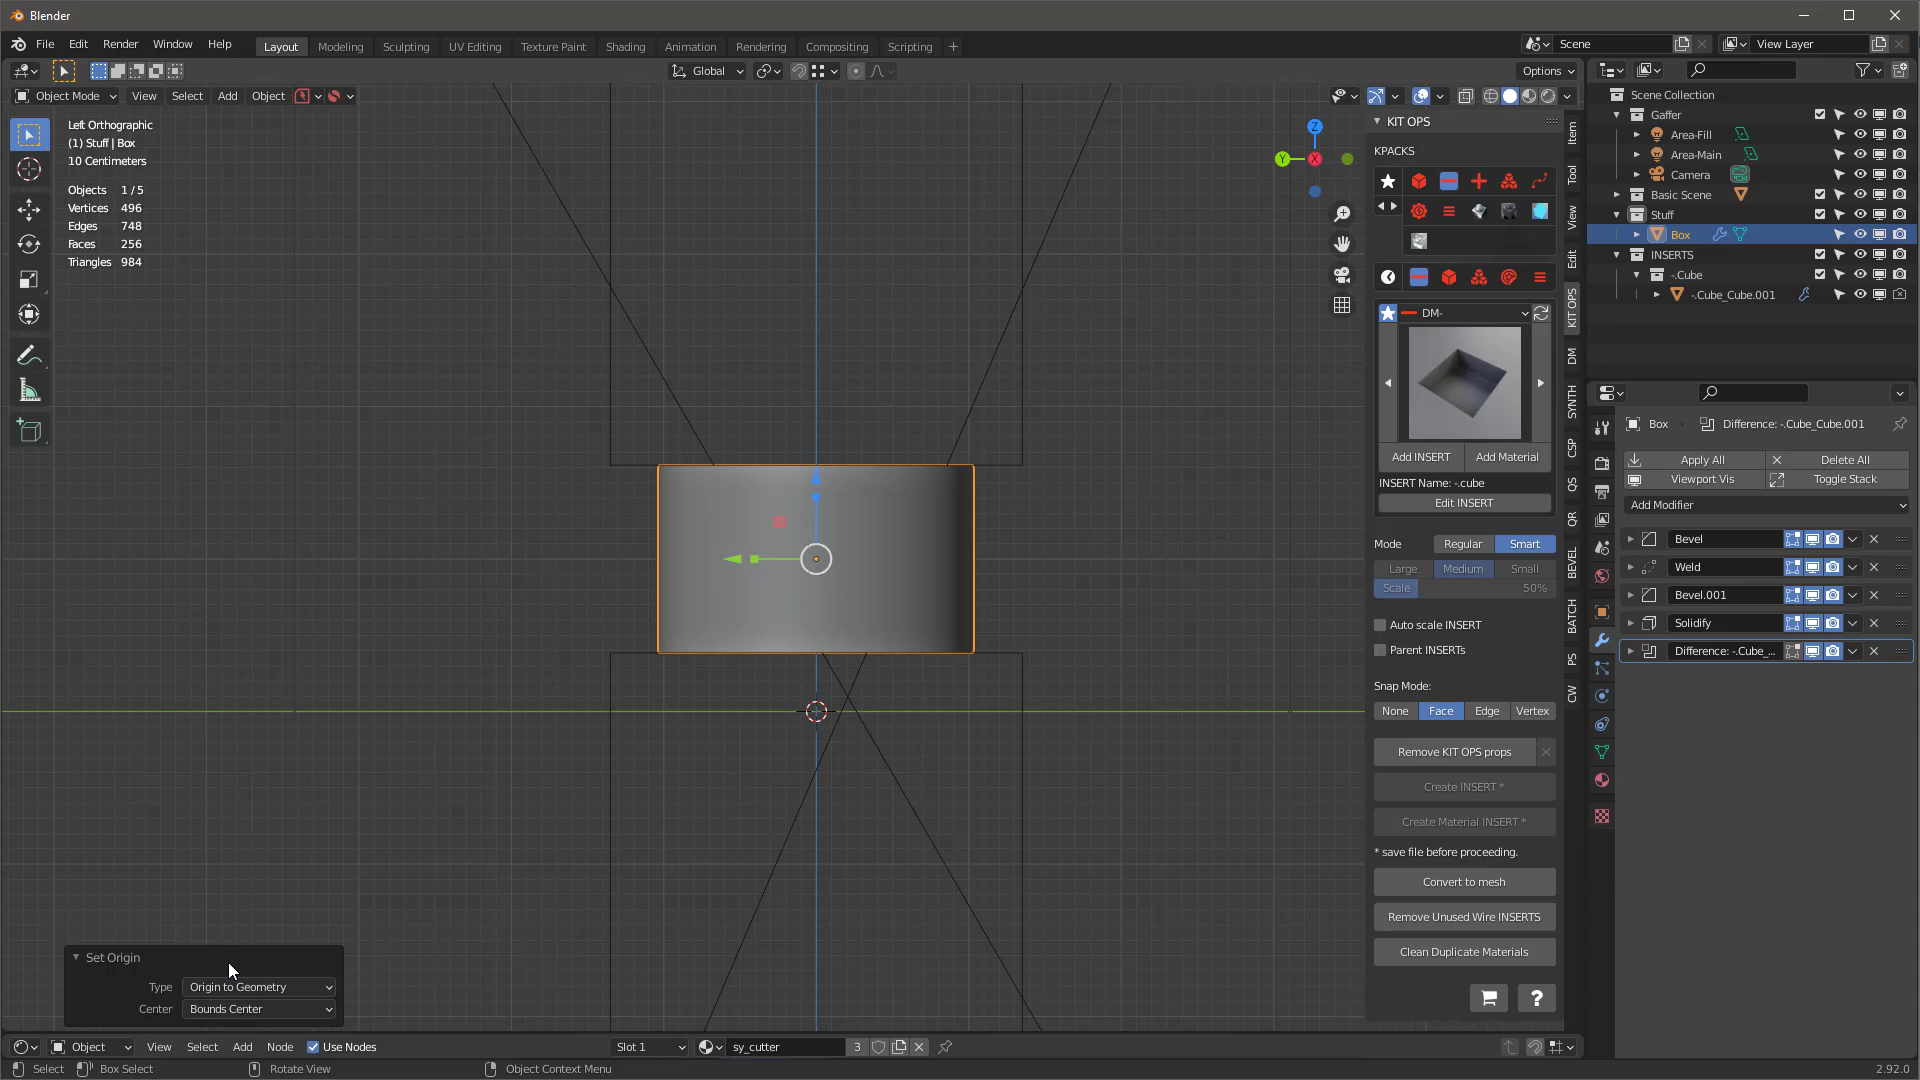 Blender
File Edit Render Window Help
Layout Modeling Sculpting UV Editing Texture Paint Shading Animation Rendering Compositing Scripting +
Scene
View Layer
Global
Options
Object Mode View Select Add Object
Left Orthographic
(1) Stuff | Box
10 Centimeters
Objects 1 / 5
Vertices 496
Edges 748
Faces 256
Triangles 984
Z
Y
X
KIT OPS
KPACKS
DM-
Add INSERT Add Material
INSERT Name: -.cube
Edit INSERT
Mode Regular Smart
Large Medium Small
Scale 50%
Auto scale INSERT
Parent INSERTs
Snap Mode:
None Face Edge Vertex
Remove KIT OPS props
Create INSERT *
Create Material INSERT *
* save file before proceeding.
Convert to mesh
Remove Unused Wire INSERTS
Clean Duplicate Materials
?
Item
Tool
View
Edit
KIT OPS
DM
SYNTH
CSP
QS
QR
BEVEL
BATCH
PS
CW
Scene Collection
Gaffer
Area-Fill
Area-Main
Camera
Basic Scene
Stuff
Box
INSERTS
-.Cube
-.Cube_Cube.001
Box Difference: -.Cube_Cube.001
Apply All Delete All
Viewport Vis Toggle Stack
Add Modifier
Bevel
Weld
Bevel.001
Solidify
Difference: -.Cube_...
Set Origin
Type Origin to Geometry
Center Bounds Center
Object View Select Add Node Use Nodes Slot 1 sy_cutter 3
Select Box Select Rotate View Object Context Menu 2.92.0